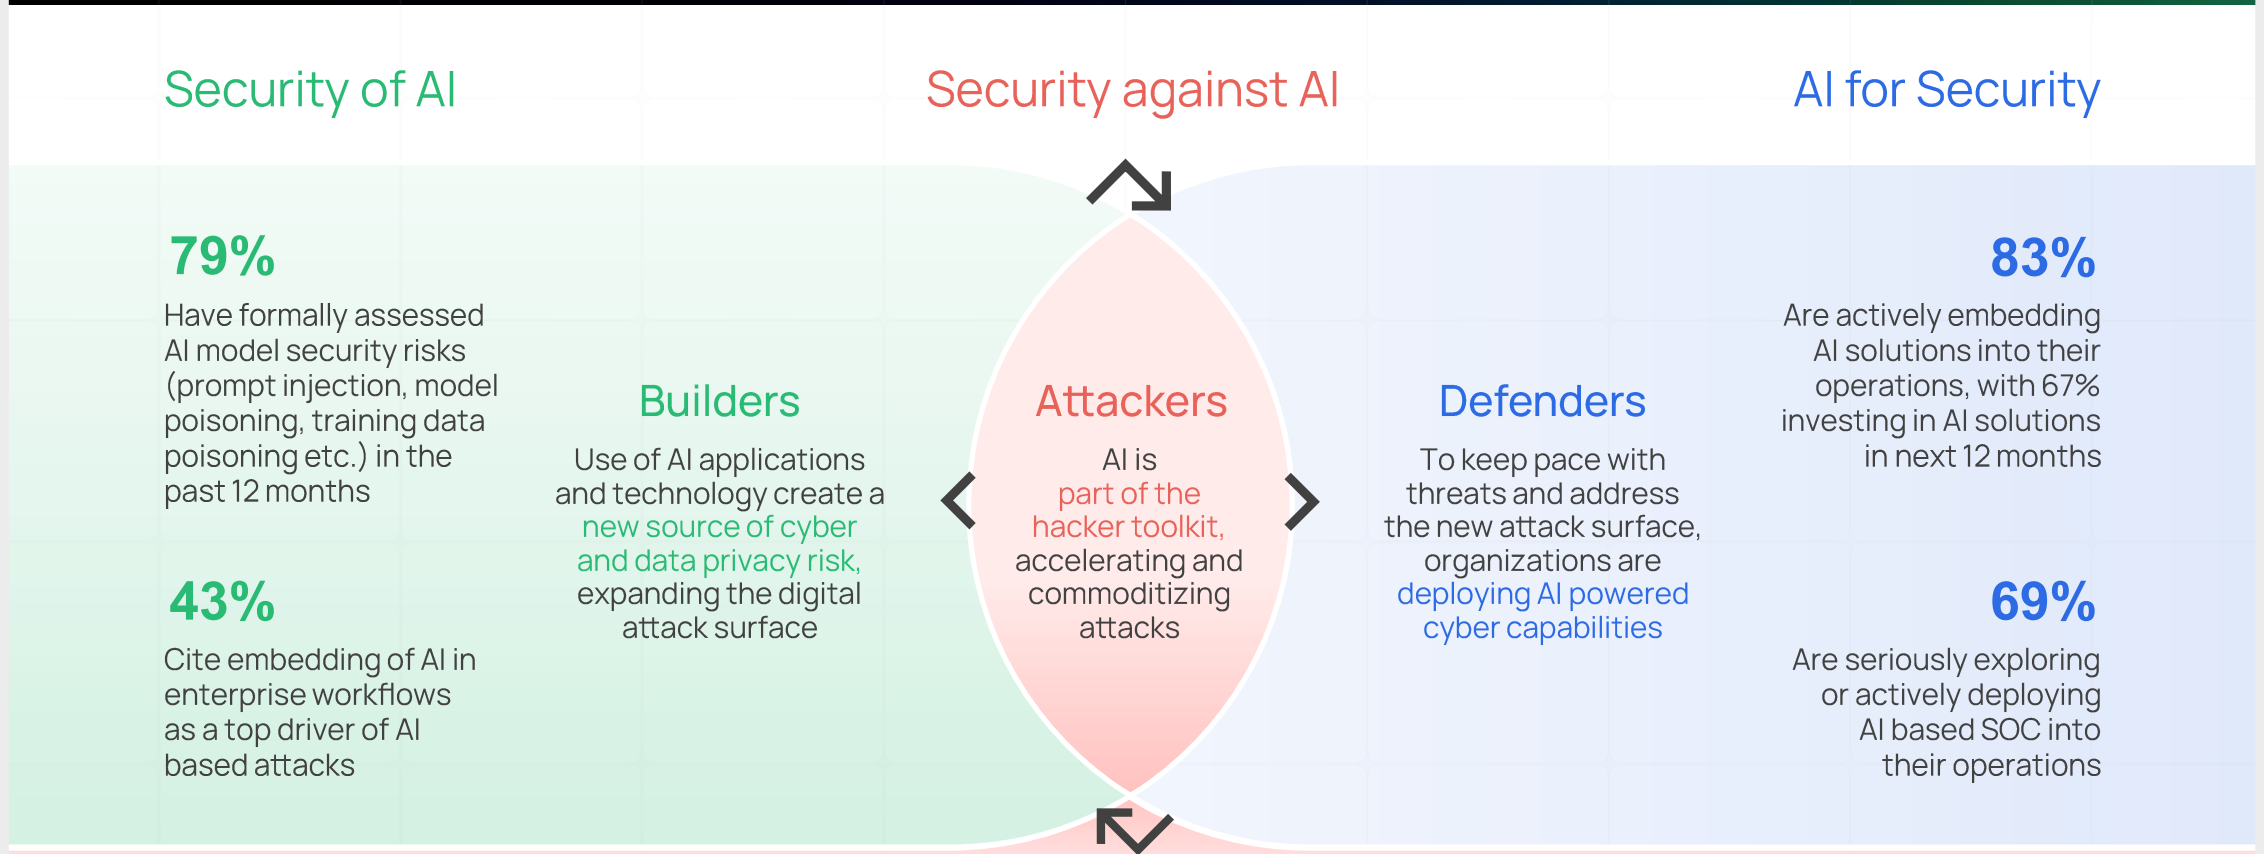 Security of AI
Security against AI
AI for Security
79%
Have formally assessed
AI model security risks
(prompt injection, model
poisoning, training data
poisoning etc.) in the
past 12 months
43%
Cite embedding of AI in
enterprise workflows
as a top driver of AI
based attacks
Builders
Use of AI applications
and technology create a
new source of cyber
and data privacy risk,
expanding the digital
attack surface
Attackers
AI is
part of the
hacker toolkit,
accelerating and
commoditizing
attacks
Defenders
To keep pace with
threats and address
the new attack surface,
organizations are
deploying AI powered
cyber capabilities
83%
Are actively embedding
AI solutions into their
operations, with 67%
investing in AI solutions
in next 12 months
69%
Are seriously exploring
or actively deploying
AI based SOC into
their operations